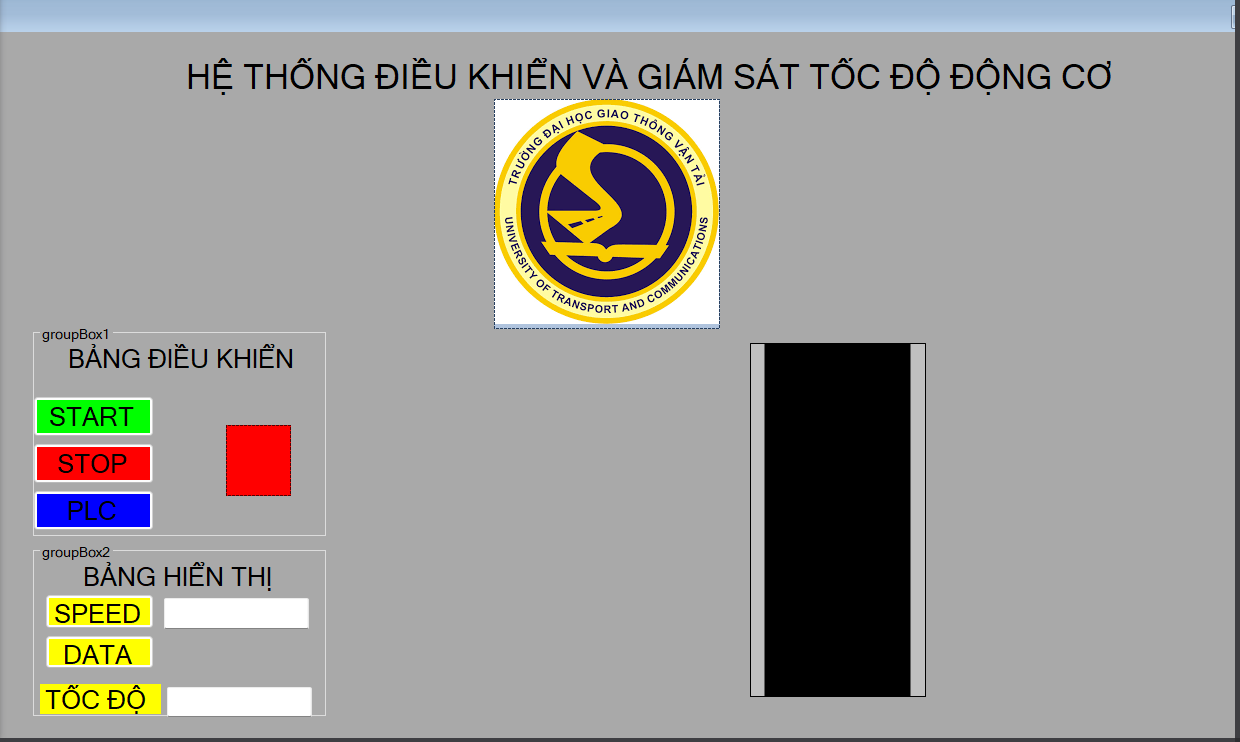 HỆ THỐNG ĐIỀU KHIỂN VÀ GIÁM SÁT TỐC ĐỘ ĐỘNG CƠ
TRƯỜNG ĐẠI HỌC GIAO THÔNG VẬN TẢI
UNIVERSITY OF TRANSPORT AND COMMUNICATIONS
groupBox1
BẢNG ĐIỀU KHIỂN
START
STOP
PLC
groupBox2
BẢNG HIỂN THỊ
SPEED
DATA
TỐC ĐỘ